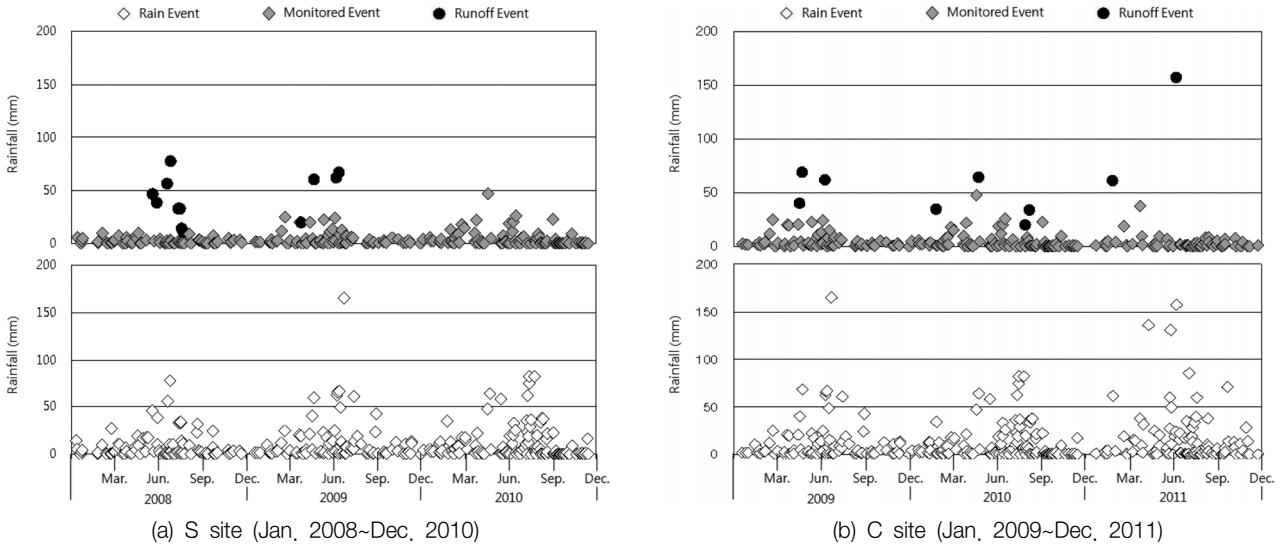 Rain Event Monitored Event Runoff Event
200
150
100
50
0
Rainfall (mm)
200
150
100
50
0
Rainfall (mm)
Mar. Jun. Sep. Dec. Mar. Jun. Sep. Dec. Mar. Jun. Sep. Dec.
2008 2009 2010
(a) S site (Jan. 2008~Dec. 2010)
Rain Event Monitored Event Runoff Event
200
150
100
50
0
Rainfall (mm)
200
150
100
50
0
Rainfall (mm)
Mar. Jun. Sep. Dec. Mar. Jun. Sep. Dec. Mar. Jun. Sep. Dec.
2009 2010 2011
(b) C site (Jan. 2009~Dec. 2011)